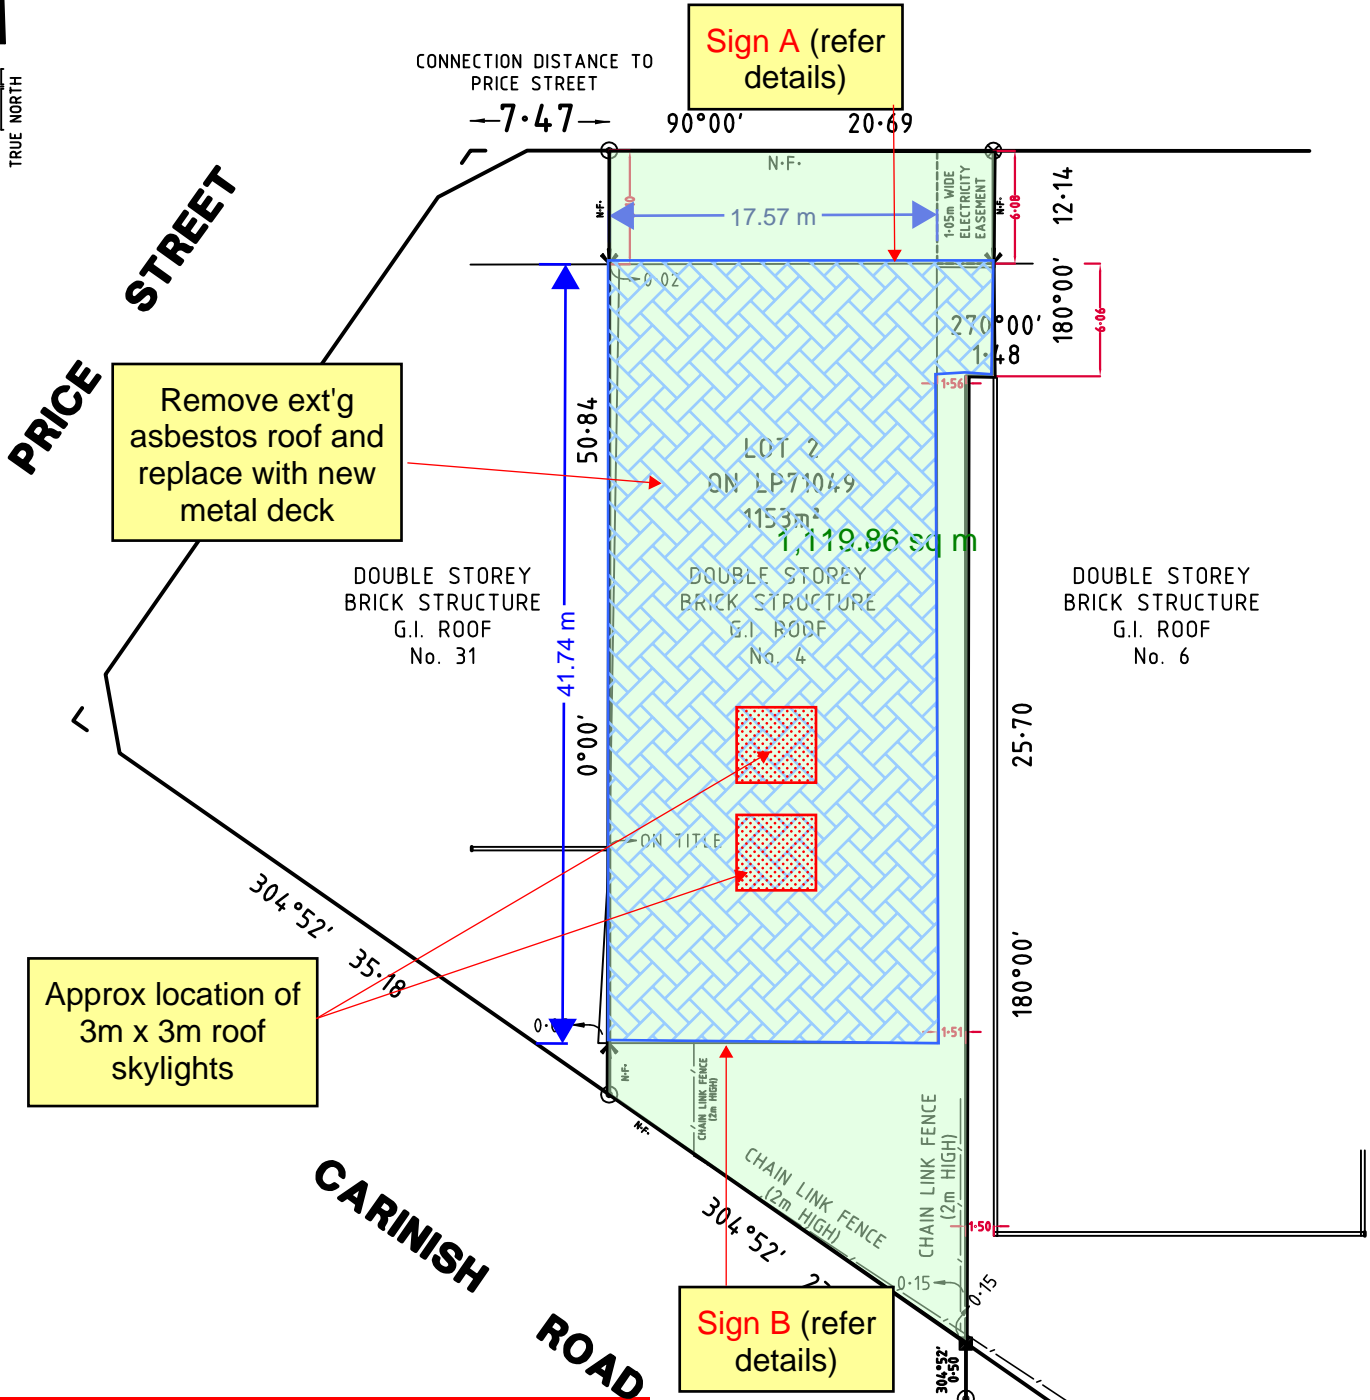 TRUE NORTH
CONNECTION DISTANCE TO
PRICE STREET
7·47
Sign A (refer
details)
90°00′
20·69
N·F·
N·F·
N·F·
17.57 m
1·05m WIDE
ELECTRICITY
EASEMENT
6·08
12·14
180°00′
6·06
0·02
270°00′
1·48
1·56
PRICE STREET
Remove ext'g
asbestos roof and
replace with new
metal deck
50·84
0°00′
41.74 m
LOT 2
ON LP71049
1153m²
1,119.86 sq m
DOUBLE STOREY
BRICK STRUCTURE
G.I. ROOF
No. 31
DOUBLE STOREY
BRICK STRUCTURE
G.I. ROOF
No. 4
DOUBLE STOREY
BRICK STRUCTURE
G.I. ROOF
No. 6
25·70
180°00′
ON TITLE
304°52′
35·18
Approx location of
3m x 3m roof
skylights
1·51
N·F·
N·F·
CHAIN LINK FENCE
(2m HIGH)
CHAIN LINK FENCE
(2m HIGH)
CHAIN LINK FENCE
(2m HIGH)
1·50
304°52′
0·15
0·15
CARINISH ROAD
Sign B (refer
details)
304°52′
0·50